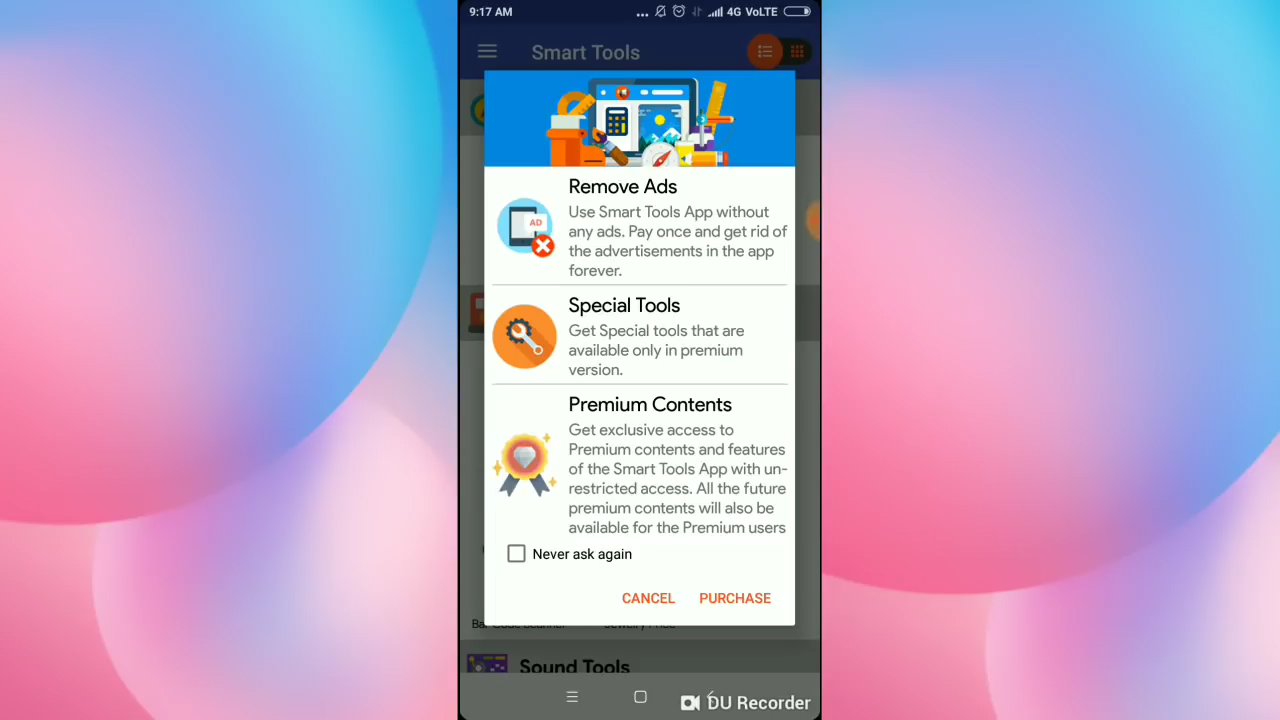 9:17 AM
4G VoLTE
Smart Tools
Remove Ads
AD
Use Smart Tools App without
any ads. Pay once and get rid of
the advertisements in the app
forever.
Special Tools
Get Special tools that are
available only in premium
version.
Premium Contents
Get exclusive access to
Premium contents and features
of the Smart Tools App with un-
restricted access. All the future
premium contents will also be
available for the Premium users
Never ask again
CANCEL PURCHASE
Sound Tools
DU Recorder